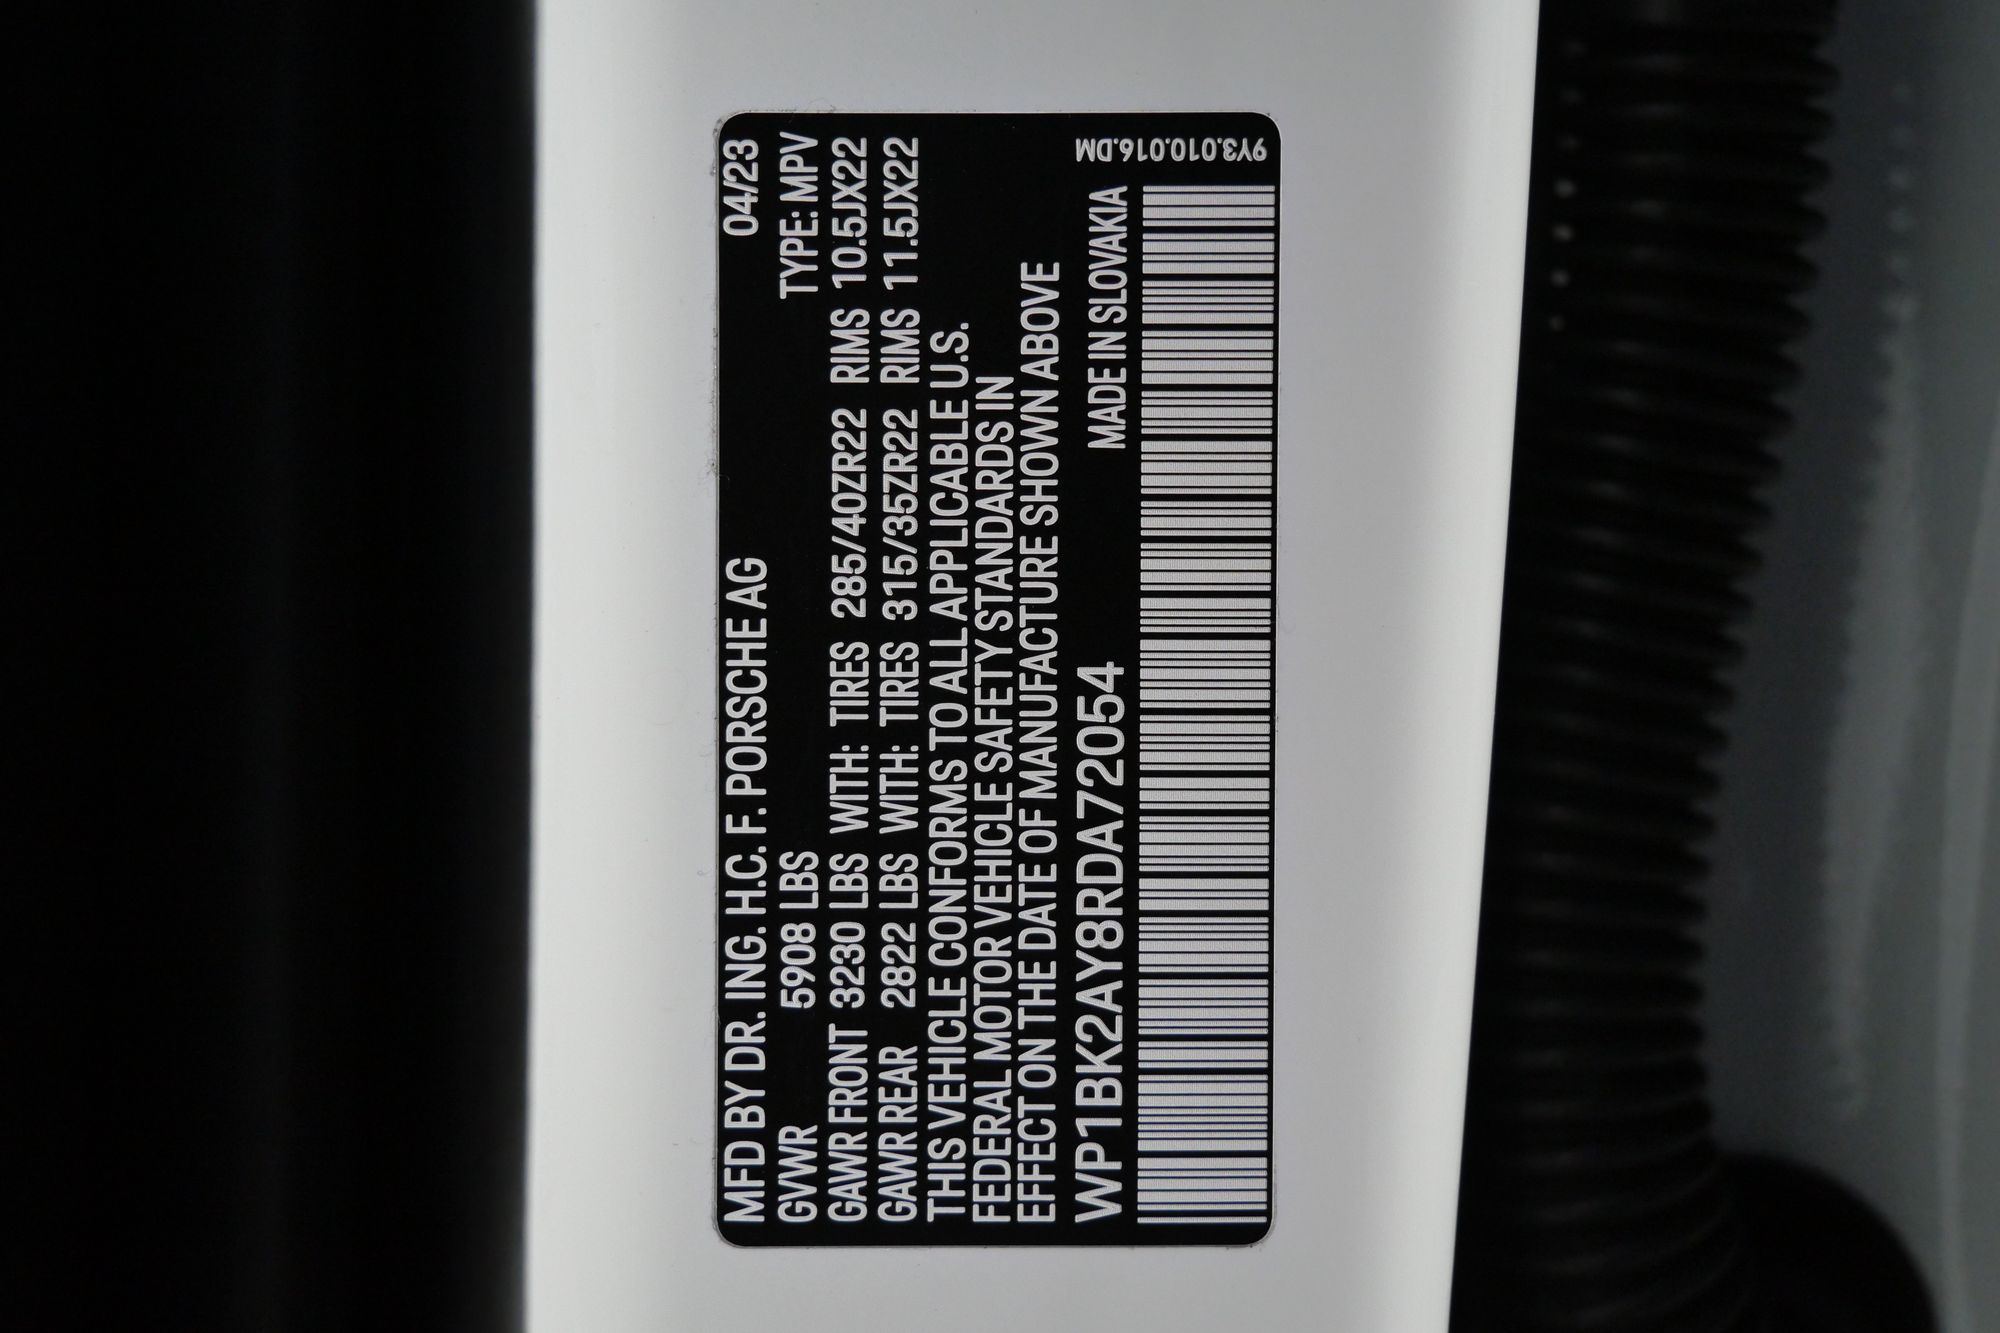 MFD BY DR. ING. H.C. F. PORSCHE AG 04/23
GVWR 5908 LBS TYPE: MPV
GAWR FRONT 3230 LBS WITH: TIRES 285/40ZR22 RIMS 10.5JX22
GAWR REAR 2822 LBS WITH: TIRES 315/35ZR22 RIMS 11.5JX22
THIS VEHICLE CONFORMS TO ALL APPLICABLE U.S.
FEDERAL MOTOR VEHICLE SAFETY STANDARDS IN
EFFECT ON THE DATE OF MANUFACTURE SHOWN ABOVE
WP1BK2AY8RDA72054 MADE IN SLOVAKIA
9Y3.010.016.DM